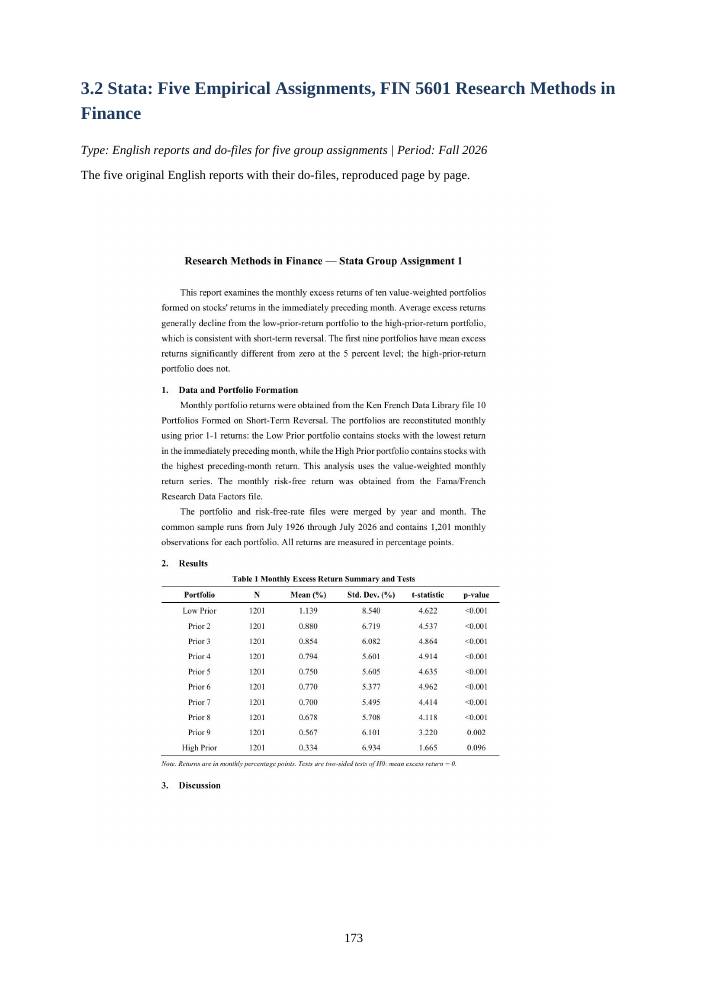 3.2 Stata: Five Empirical Assignments, FIN 5601 Research Methods in
Finance
Type: English reports and do-files for five group assignments | Period: Fall 2026
The five original English reports with their do-files, reproduced page by page.
Research Methods in Finance — Stata Group Assignment 1
This report examines the monthly excess returns of ten value-weighted portfolios
formed on stocks' returns in the immediately preceding month. Average excess returns
generally decline from the low-prior-return portfolio to the high-prior-return portfolio,
which is consistent with short-term reversal. The first nine portfolios have mean excess
returns significantly different from zero at the 5 percent level; the high-prior-return
portfolio does not.
1. Data and Portfolio Formation
Monthly portfolio returns were obtained from the Ken French Data Library file 10
Portfolios Formed on Short-Term Reversal. The portfolios are reconstituted monthly
using prior 1-1 returns: the Low Prior portfolio contains stocks with the lowest return
in the immediately preceding month, while the High Prior portfolio contains stocks with
the highest preceding-month return. This analysis uses the value-weighted monthly
return series. The monthly risk-free return was obtained from the Fama/French
Research Data Factors file.
The portfolio and risk-free-rate files were merged by year and month. The
common sample runs from July 1926 through July 2026 and contains 1,201 monthly
observations for each portfolio. All returns are measured in percentage points.
2. Results
Table 1 Monthly Excess Return Summary and Tests
Portfolio N Mean (%) Std. Dev. (%) t-statistic p-value
Low Prior 1201 1.139 8.540 4.622 <0.001
Prior 2 1201 0.880 6.719 4.537 <0.001
Prior 3 1201 0.854 6.082 4.864 <0.001
Prior 4 1201 0.794 5.601 4.914 <0.001
Prior 5 1201 0.750 5.605 4.635 <0.001
Prior 6 1201 0.770 5.377 4.962 <0.001
Prior 7 1201 0.700 5.495 4.414 <0.001
Prior 8 1201 0.678 5.708 4.118 <0.001
Prior 9 1201 0.567 6.101 3.220 0.002
High Prior 1201 0.334 6.934 1.665 0.096
Note. Returns are in monthly percentage points. Tests are two-sided tests of H0: mean excess return = 0.
3. Discussion
173